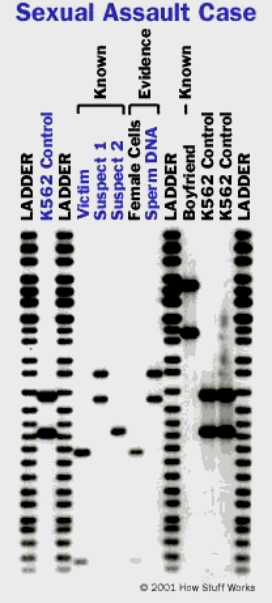 Sexual Assault Case
Known
Evidence
Known
LADDER
K562 Control
LADDER
Victim
Suspect 1
Suspect 2
Female Cells
Sperm DNA
LADDER
Boyfriend
K562 Control
K562 Control
LADDER
© 2001 How Stuff Works